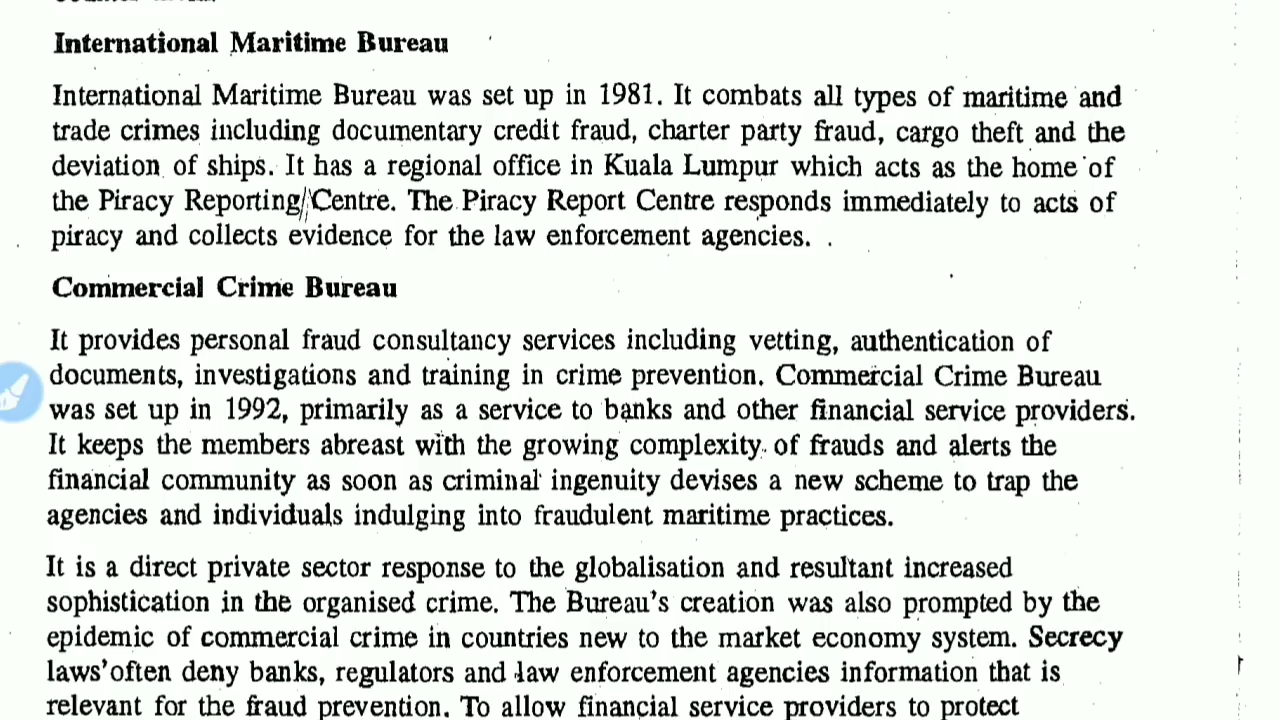 International Maritime Bureau
International Maritime Bureau was set up in 1981. It combats all types of maritime and
trade crimes including documentary credit fraud, charter party fraud, cargo theft and the
deviation of ships. It has a regional office in Kuala Lumpur which acts as the home of
the Piracy Reporting Centre. The Piracy Report Centre responds immediately to acts of
piracy and collects evidence for the law enforcement agencies.
Commercial Crime Bureau
It provides personal fraud consultancy services including vetting, authentication of
documents, investigations and training in crime prevention. Commercial Crime Bureau
was set up in 1992, primarily as a service to banks and other financial service providers.
It keeps the members abreast with the growing complexity of frauds and alerts the
financial community as soon as criminal ingenuity devises a new scheme to trap the
agencies and individuals indulging into fraudulent maritime practices.
It is a direct private sector response to the globalisation and resultant increased
sophistication in the organised crime. The Bureau's creation was also prompted by the
epidemic of commercial crime in countries new to the market economy system. Secrecy
laws often deny banks, regulators and law enforcement agencies information that is
relevant for the fraud prevention. To allow financial service providers to protect